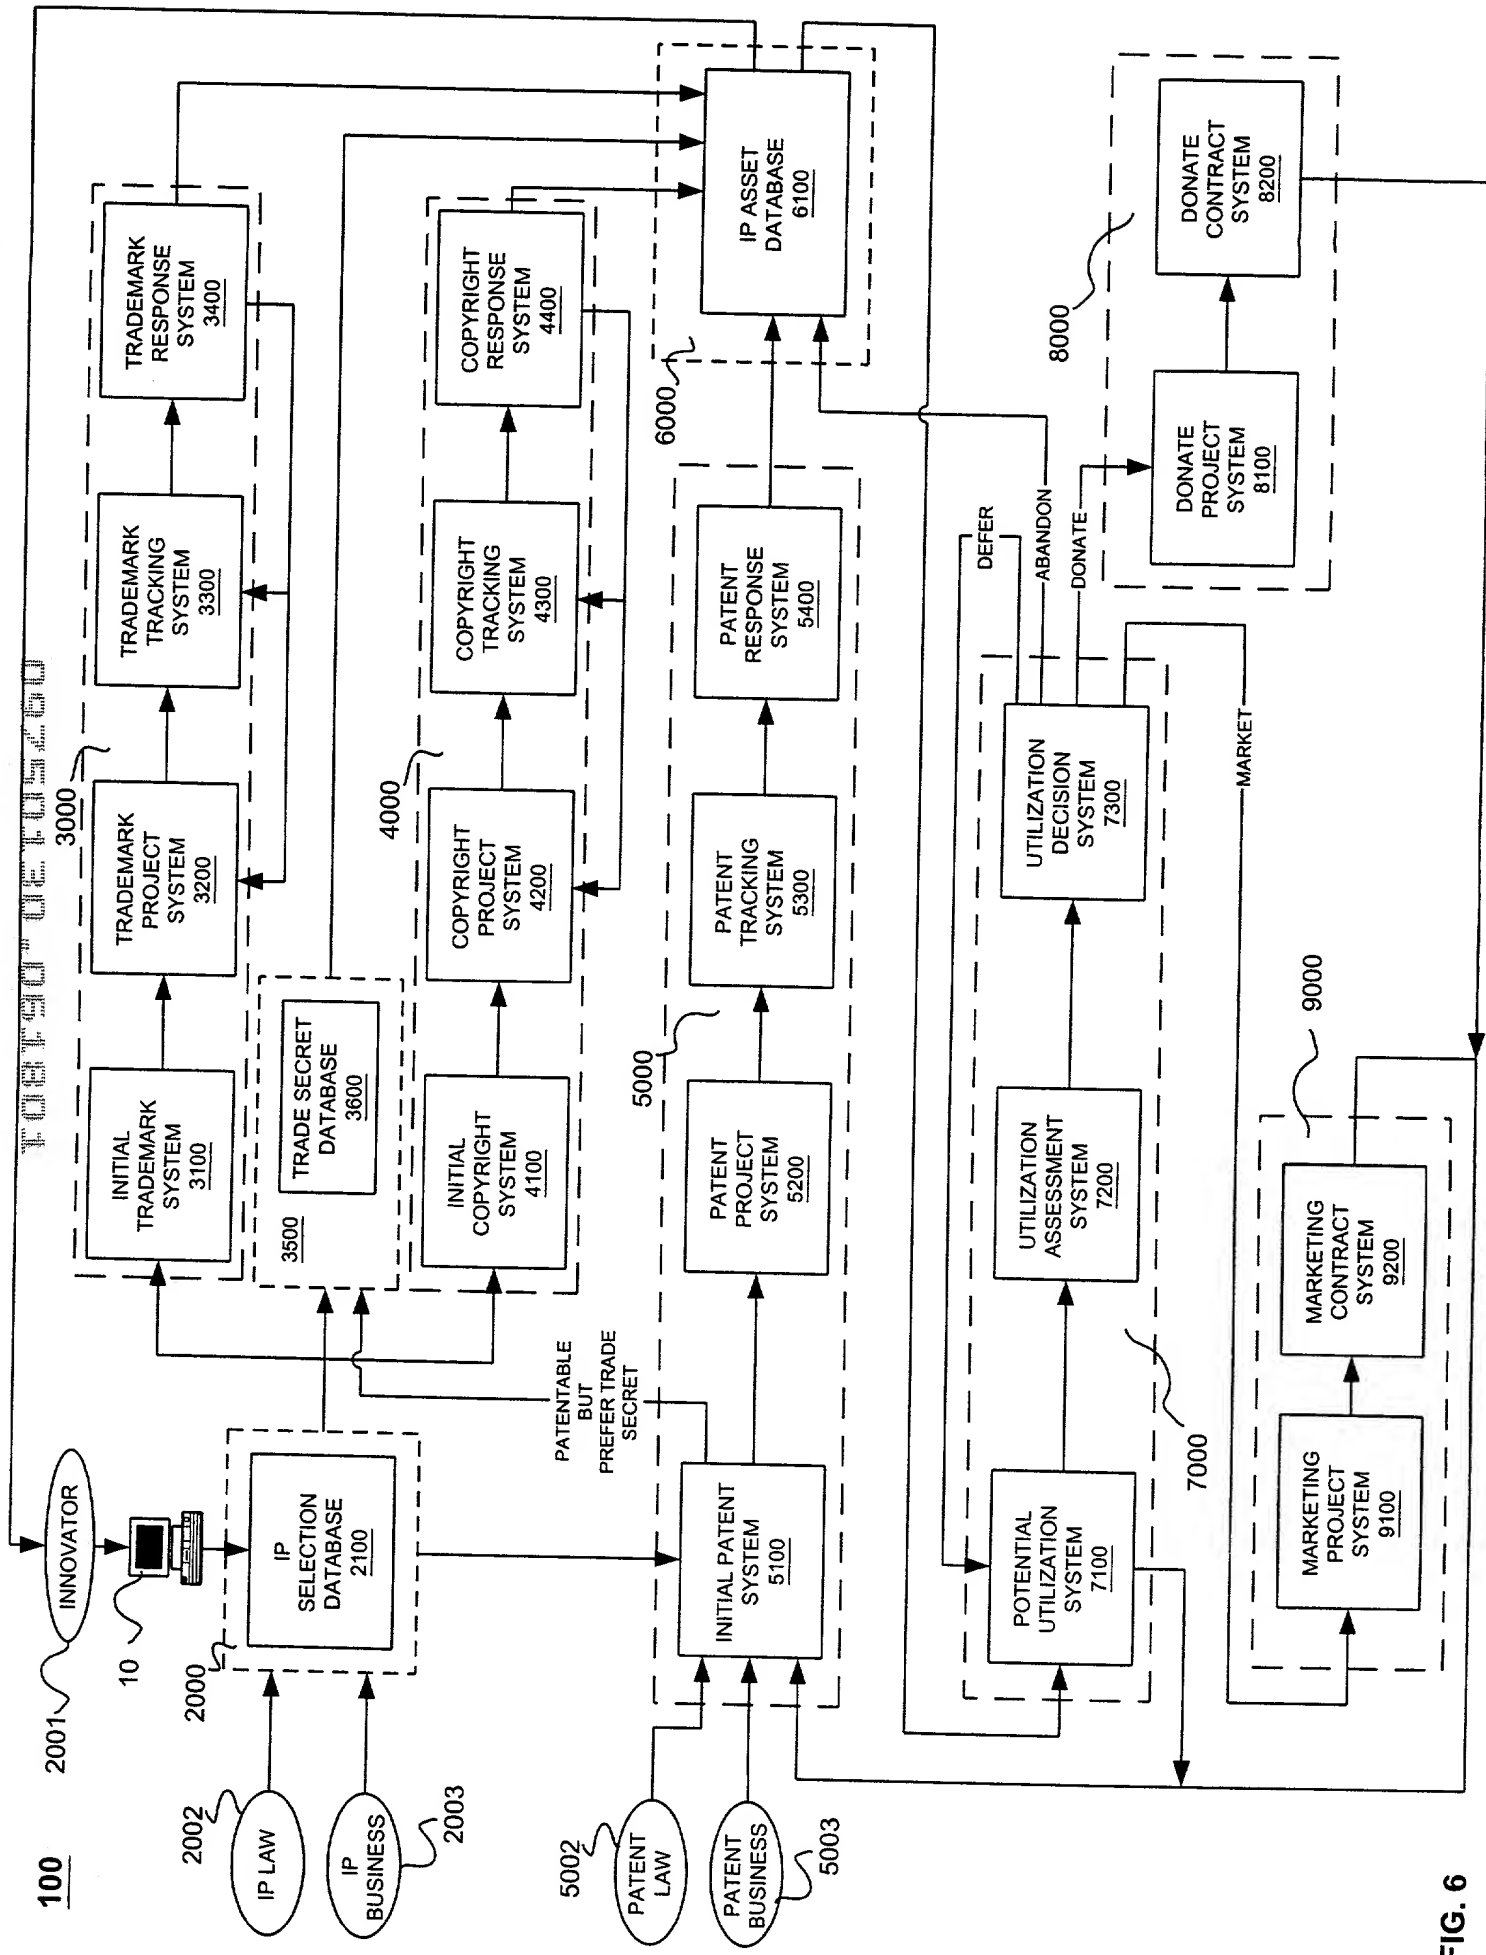 100
2001
INNOVATOR
10
2002
IP LAW
IP
BUSINESS
2003
2000
IP
SELECTION
DATABASE
2100
3000
INITIAL
TRADEMARK
SYSTEM
3100
TRADEMARK
PROJECT
SYSTEM
3200
TRADEMARK
TRACKING
SYSTEM
3300
TRADEMARK
RESPONSE
SYSTEM
3400
3500
TRADE SECRET
DATABASE
3600
4000
INITIAL
COPYRIGHT
SYSTEM
4100
COPYRIGHT
PROJECT
SYSTEM
4200
COPYRIGHT
TRACKING
SYSTEM
4300
COPYRIGHT
RESPONSE
SYSTEM
4400
PATENTABLE
BUT
PREFER TRADE
SECRET
5002
PATENT
LAW
PATENT
BUSINESS
5003
5000
INITIAL PATENT
SYSTEM
5100
PATENT
PROJECT
SYSTEM
5200
PATENT
TRACKING
SYSTEM
5300
PATENT
RESPONSE
SYSTEM
5400
6000
IP ASSET
DATABASE
6100
7000
POTENTIAL
UTILIZATION
SYSTEM
7100
UTILIZATION
ASSESSMENT
SYSTEM
7200
UTILIZATION
DECISION
SYSTEM
7300
DEFER
ABANDON
DONATE
MARKET
8000
DONATE
PROJECT
SYSTEM
8100
DONATE
CONTRACT
SYSTEM
8200
9000
MARKETING
PROJECT
SYSTEM
9100
MARKETING
CONTRACT
SYSTEM
9200
FIG. 6